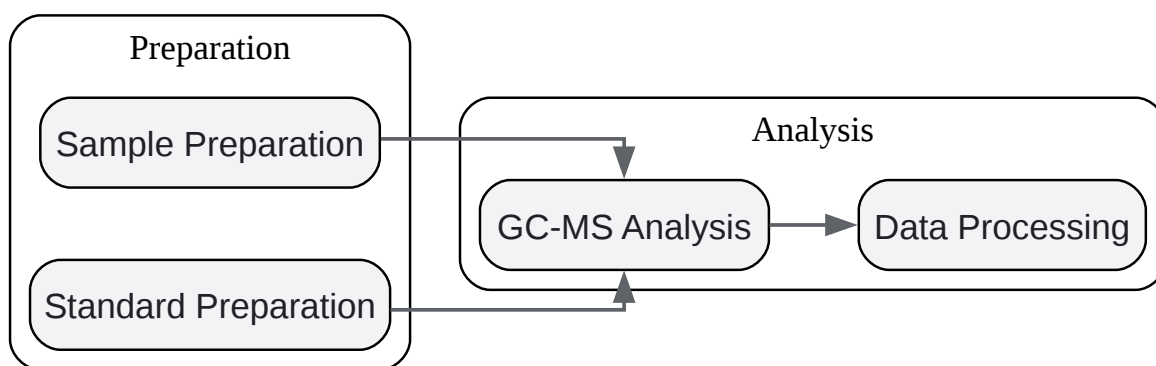 Preparation
Sample Preparation
Standard Preparation
Analysis
GC-MS Analysis
Data Processing